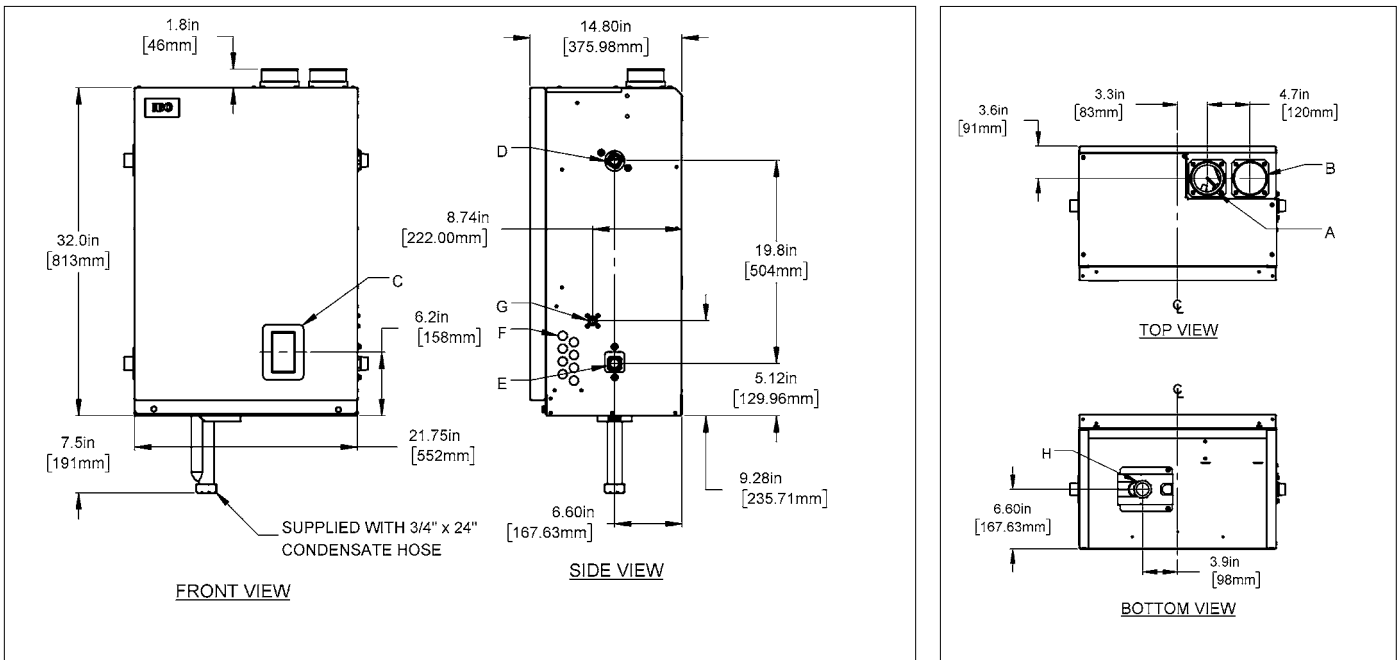 1.8in
[46mm]
32.0in
[813mm]
C
6.2in
[158mm]
7.5in
[191mm]
21.75in
[552mm]
SUPPLIED WITH 3/4" x 24"
CONDENSATE HOSE
FRONT VIEW
14.80in
[375.98mm]
D
8.74in
[222.00mm]
19.8in
[504mm]
G
F
E
5.12in
[129.96mm]
9.28in
[235.71mm]
6.60in
[167.63mm]
SIDE VIEW
3.6in
[91mm]
3.3in
[83mm]
4.7in
[120mm]
B
A
TOP VIEW
H
6.60in
[167.63mm]
3.9in
[98mm]
BOTTOM VIEW